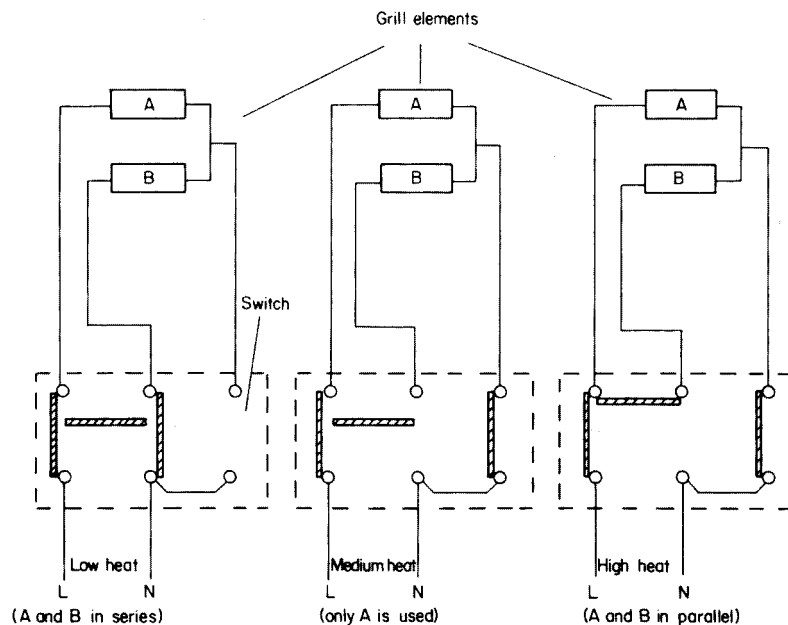 Grill elements
A
A
A
B
B
B
Switch
Low heat
Medium heat
High heat
L
N
L
N
L
N
(A and B in series)
(only A is used)
(A and B in parallel)